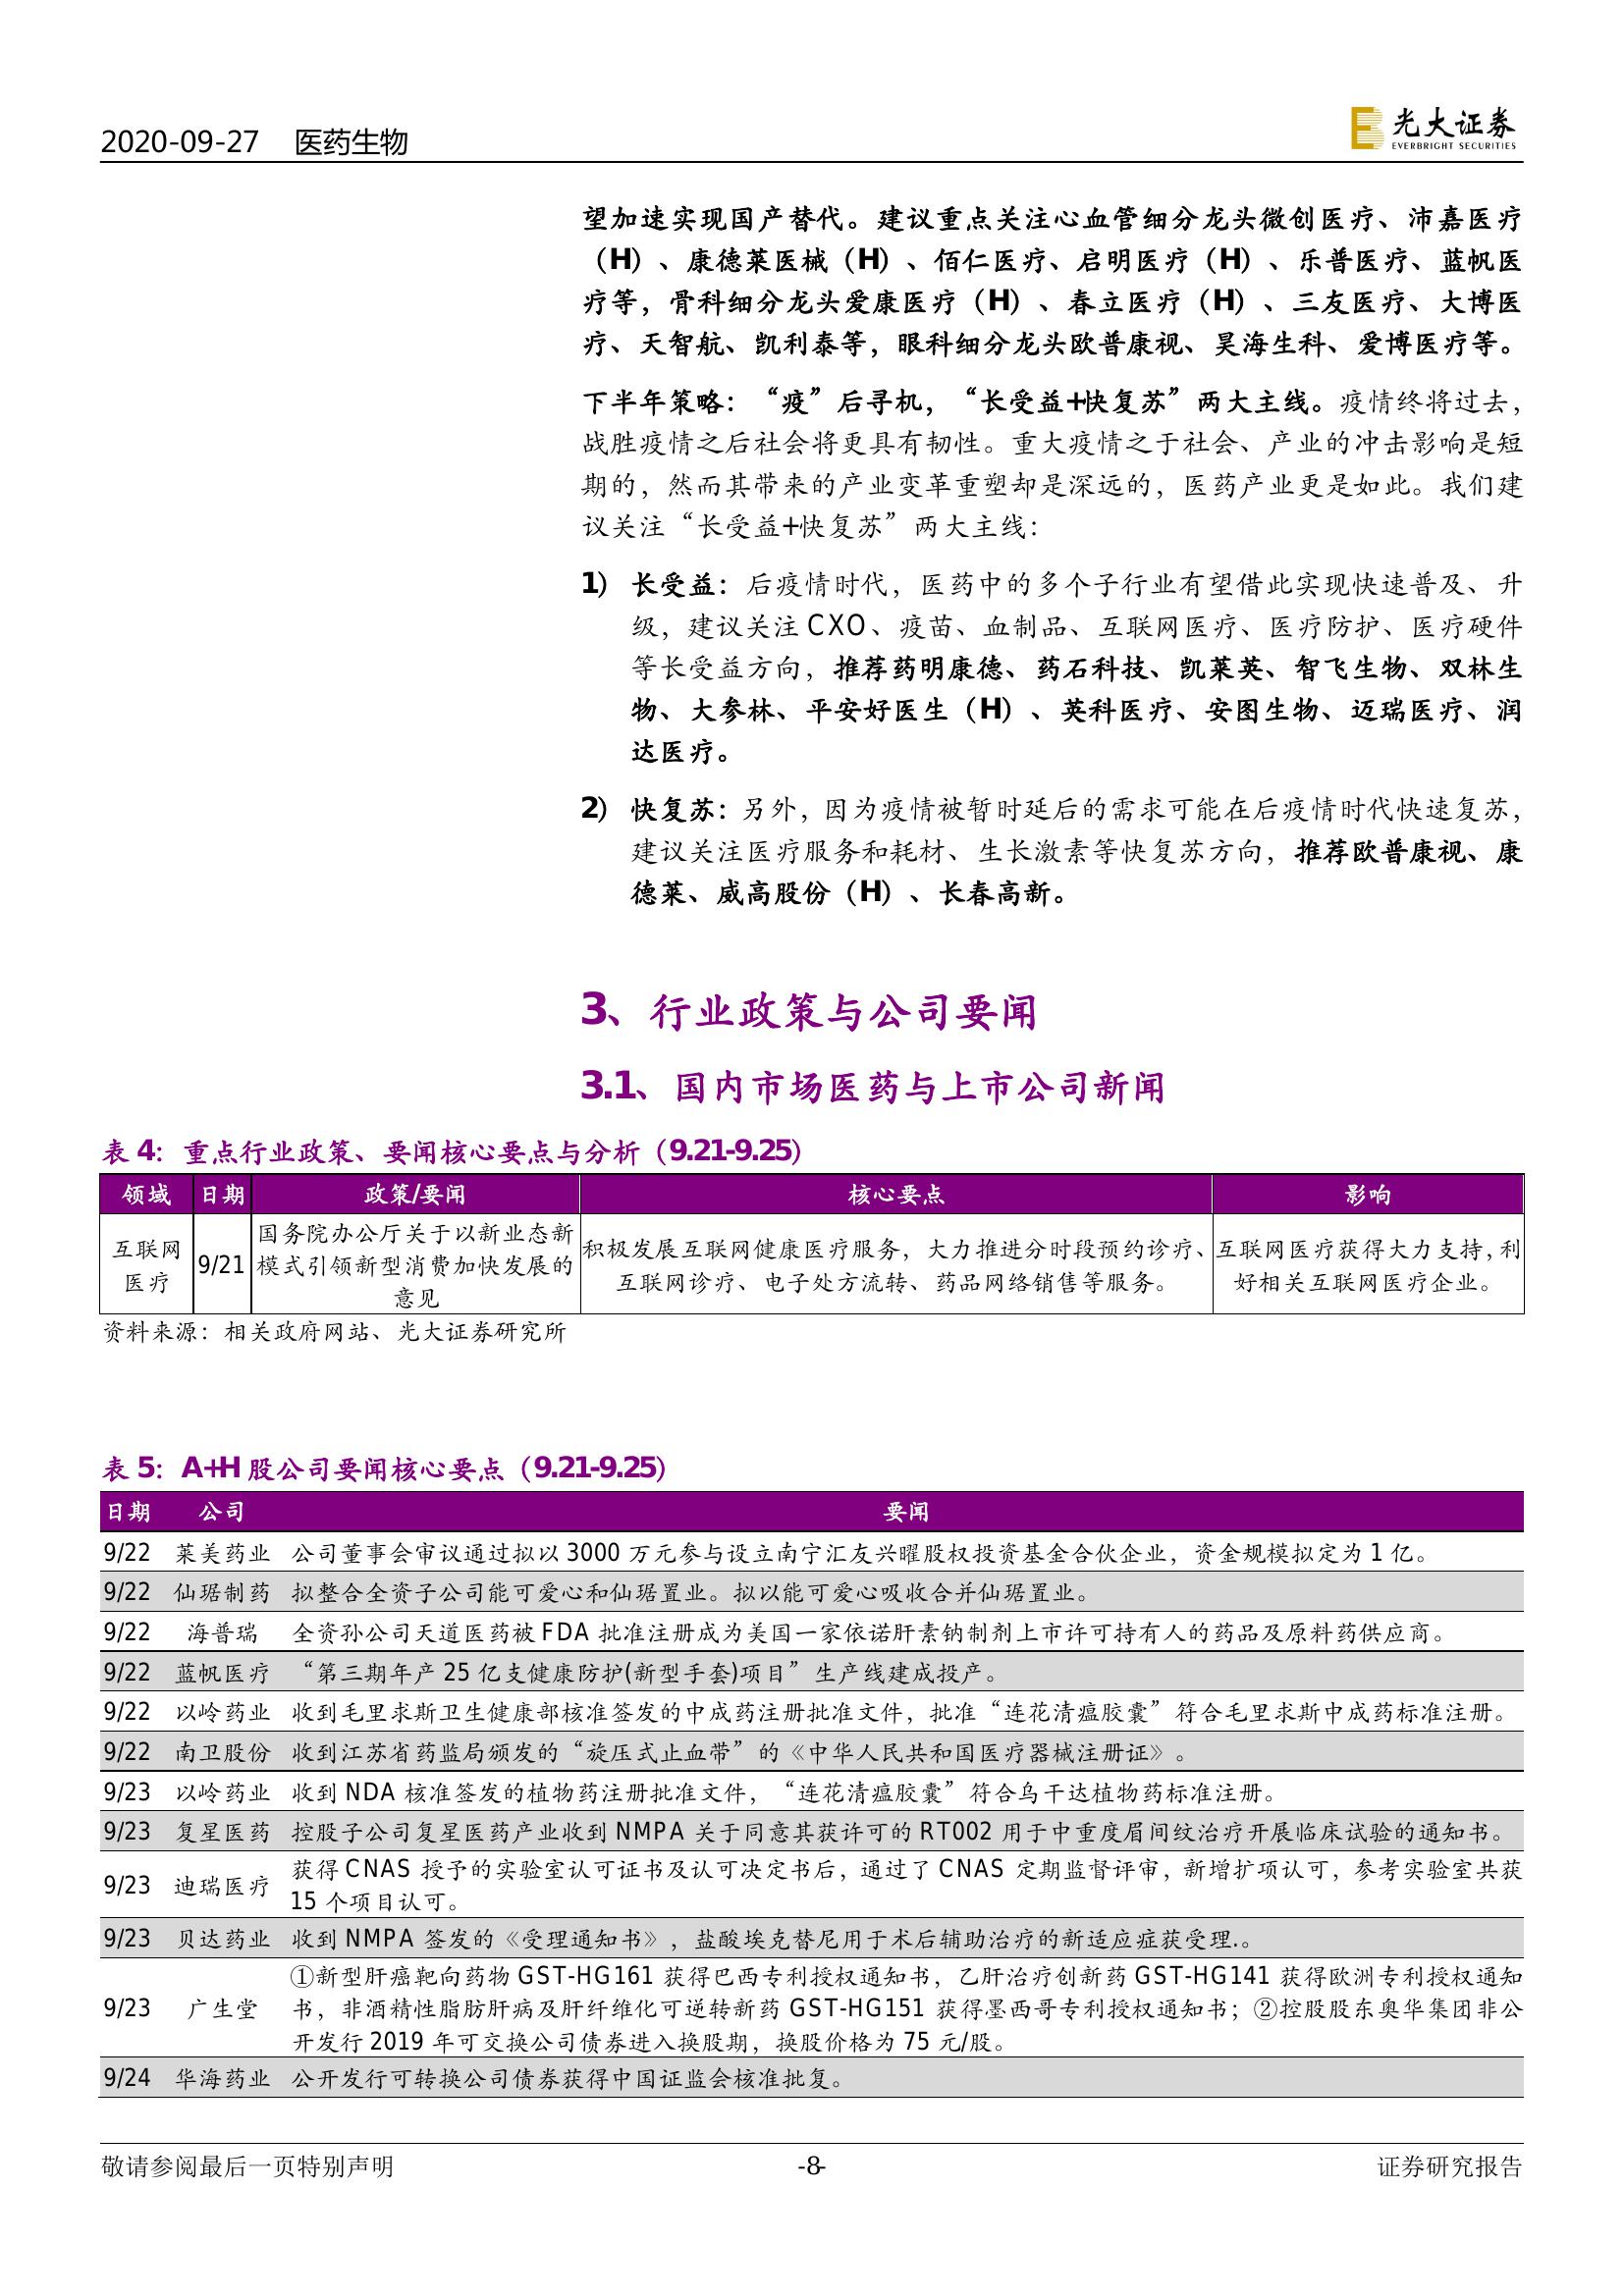 2020-09-27 医药生物
光大证券
EVERBRIGHT SECURITIES
望加速实现国产替代。建议重点关注心血管细分龙头微创医疗、沛嘉医疗
（H）、康德莱医械（H）、佰仁医疗、启明医疗（H）、乐普医疗、蓝帆医
疗等，骨科细分龙头爱康医疗（H）、春立医疗（H）、三友医疗、大博医
疗、天智航、凯利泰等，眼科细分龙头欧普康视、昊海生科、爱博医疗等。
下半年策略：“疫”后寻机，“长受益+快复苏”两大主线。疫情终将过去，
战胜疫情之后社会将更具有韧性。重大疫情之于社会、产业的冲击影响是短
期的，然而其带来的产业变革重塑却是深远的，医药产业更是如此。我们建
议关注“长受益+快复苏”两大主线：
1) 长受益：后疫情时代，医药中的多个子行业有望借此实现快速普及、升
级，建议关注 CXO、疫苗、血制品、互联网医疗、医疗防护、医疗硬件
等长受益方向，推荐药明康德、药石科技、凯莱英、智飞生物、双林生
物、大参林、平安好医生（H）、英科医疗、安图生物、迈瑞医疗、润
达医疗。
2) 快复苏：另外，因为疫情被暂时延后的需求可能在后疫情时代快速复苏，
建议关注医疗服务和耗材、生长激素等快复苏方向，推荐欧普康视、康
德莱、威高股份（H）、长春高新。
3、行业政策与公司要闻
3.1、国内市场医药与上市公司新闻
表 4：重点行业政策、要闻核心要点与分析（9.21-9.25）
领域 日期 政策/要闻 核心要点 影响
互联网
医疗
9/21
国务院办公厅关于以新业态新
模式引领新型消费加快发展的
意见
积极发展互联网健康医疗服务，大力推进分时段预约诊疗、
互联网诊疗、电子处方流转、药品网络销售等服务。
互联网医疗获得大力支持，利
好相关互联网医疗企业。
资料来源：相关政府网站、光大证券研究所
表 5：A+H 股公司要闻核心要点（9.21-9.25）
日期 公司 要闻
9/22 莱美药业 公司董事会审议通过拟以 3000 万元参与设立南宁汇友兴曜股权投资基金合伙企业，资金规模拟定为 1 亿。
9/22 仙琚制药 拟整合全资子公司能可爱心和仙琚置业。拟以能可爱心吸收合并仙琚置业。
9/22 海普瑞 全资孙公司天道医药被 FDA 批准注册成为美国一家依诺肝素钠制剂上市许可持有人的药品及原料药供应商。
9/22 蓝帆医疗 “第三期年产 25 亿支健康防护(新型手套)项目”生产线建成投产。
9/22 以岭药业 收到毛里求斯卫生健康部核准签发的中成药注册批准文件，批准“连花清瘟胶囊”符合毛里求斯中成药标准注册。
9/22 南卫股份 收到江苏省药监局颁发的“旋压式止血带”的《中华人民共和国医疗器械注册证》。
9/23 以岭药业 收到 NDA 核准签发的植物药注册批准文件，“连花清瘟胶囊”符合乌干达植物药标准注册。
9/23 复星医药 控股子公司复星医药产业收到 NMPA 关于同意其获许可的 RT002 用于中重度眉间纹治疗开展临床试验的通知书。
9/23 迪瑞医疗 获得 CNAS 授予的实验室认可证书及认可决定书后，通过了 CNAS 定期监督评审，新增扩项认可，参考实验室共获
15 个项目认可。
9/23 贝达药业 收到 NMPA 签发的《受理通知书》，盐酸埃克替尼用于术后辅助治疗的新适应症获受理.。
9/23 广生堂 ①新型肝癌靶向药物 GST-HG161 获得巴西专利授权通知书，乙肝治疗创新药 GST-HG141 获得欧洲专利授权通知
书，非酒精性脂肪肝病及肝纤维化可逆转新药 GST-HG151 获得墨西哥专利授权通知书；②控股股东奥华集团非公
开发行 2019 年可交换公司债券进入换股期，换股价格为 75 元/股。
9/24 华海药业 公开发行可转换公司债券获得中国证监会核准批复。
敬请参阅最后一页特别声明 -8- 证券研究报告